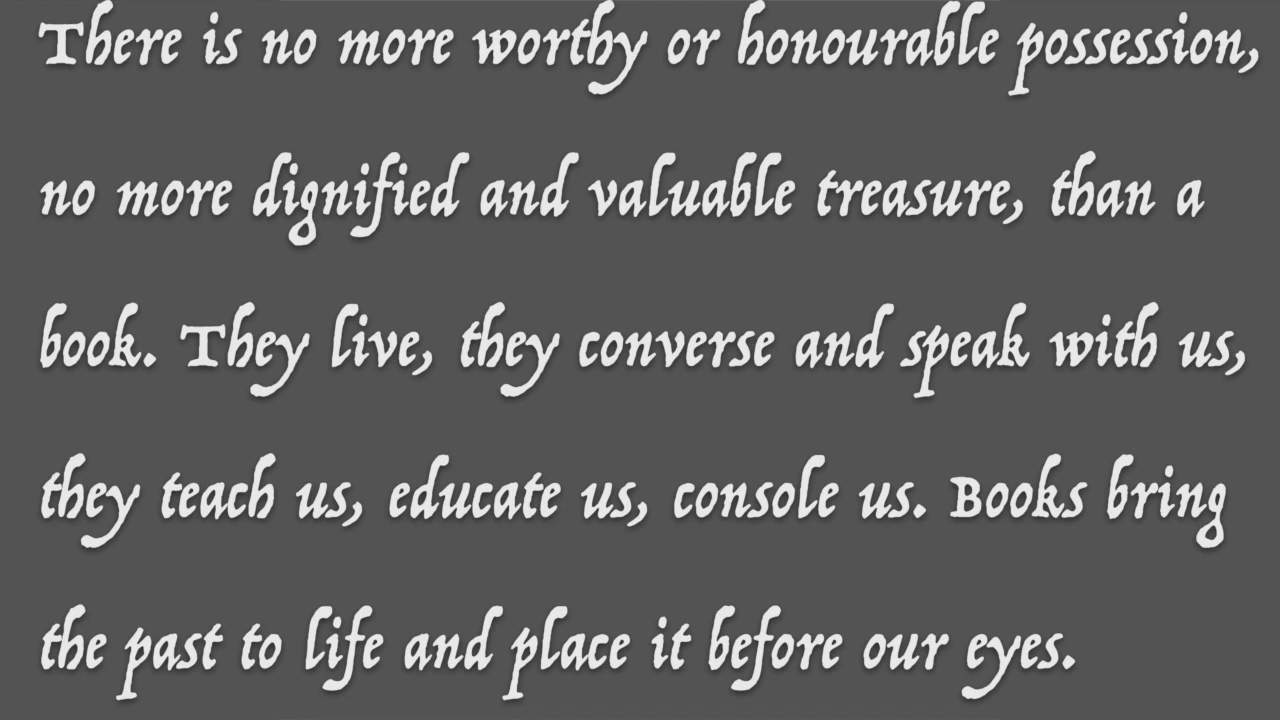 There is no more worthy or honourable possession,
no more dignified and valuable treasure, than a
book. They live, they converse and speak with us,
they teach us, educate us, console us. Books bring
the past to life and place it before our eyes.